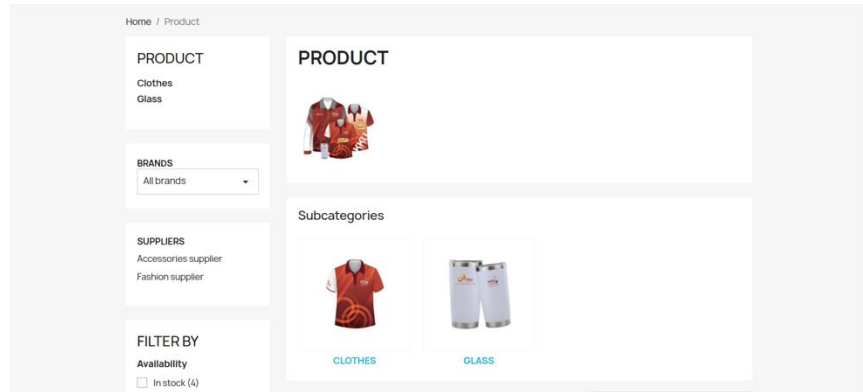 Home / Product
PRODUCT
Clothes
Glass
BRANDS
All brands
SUPPLIERS
Accessories supplier
Fashion supplier
FILTER BY
Availability
In stock (4)
PRODUCT
Subcategories
CLOTHES
GLASS